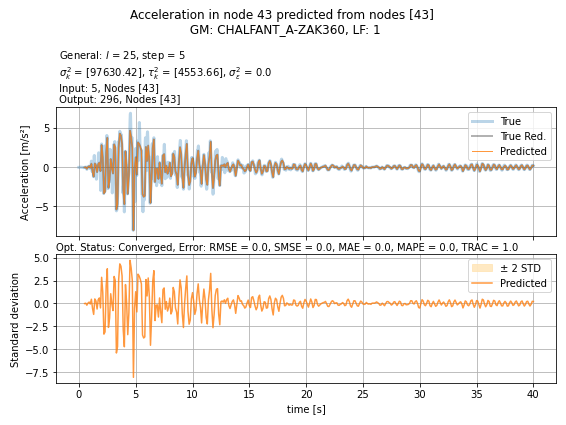 Acceleration in node 43 predicted from nodes [43]
GM: CHALFANT_A-ZAK360, LF: 1
General: l = 25, step = 5
σ²ₖ = [97630.42], τ²ₖ = [4553.66], σ²ε = 0.0
Input: 5, Nodes [43]
Output: 296, Nodes [43]
5
0
−5
Acceleration [m/s²]
True
True Red.
Predicted
Opt. Status: Converged, Error: RMSE = 0.0, SMSE = 0.0, MAE = 0.0, MAPE = 0.0, TRAC = 1.0
5.0
2.5
0.0
−2.5
−5.0
−7.5
Standard deviation
± 2 STD
Predicted
0 5 10 15 20 25 30 35 40
time [s]